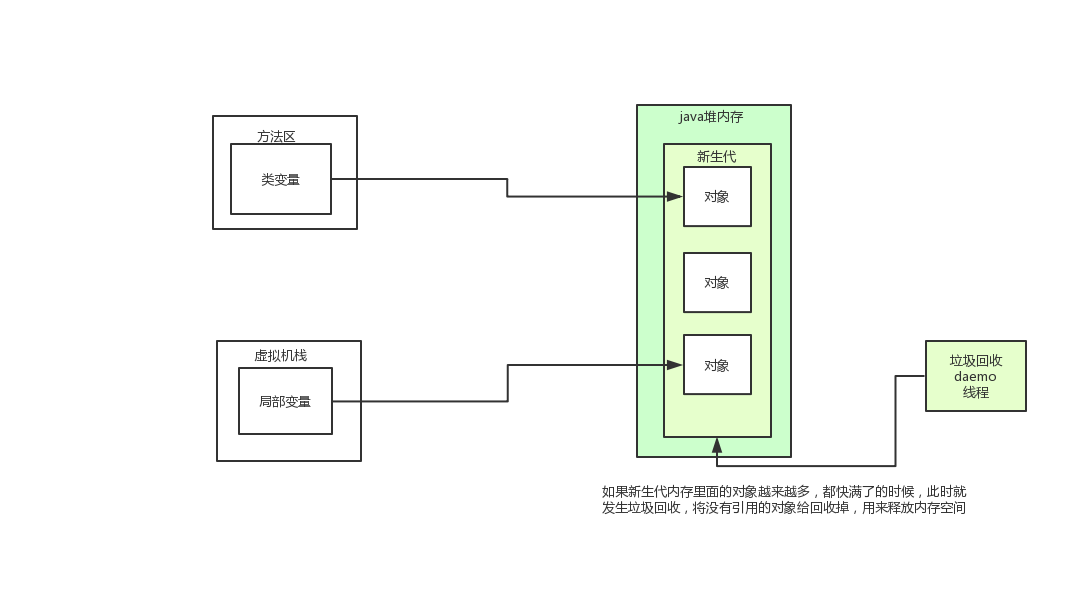 java堆内存
方法区
新生代
类变量
对象
对象
虚拟机栈
局部变量
对象
垃圾回收
daemo
线程
如果新生代内存里面的对象越来越多，都快满了的时候，此时就
发生垃圾回收，将没有引用的对象给回收掉，用来释放内存空间